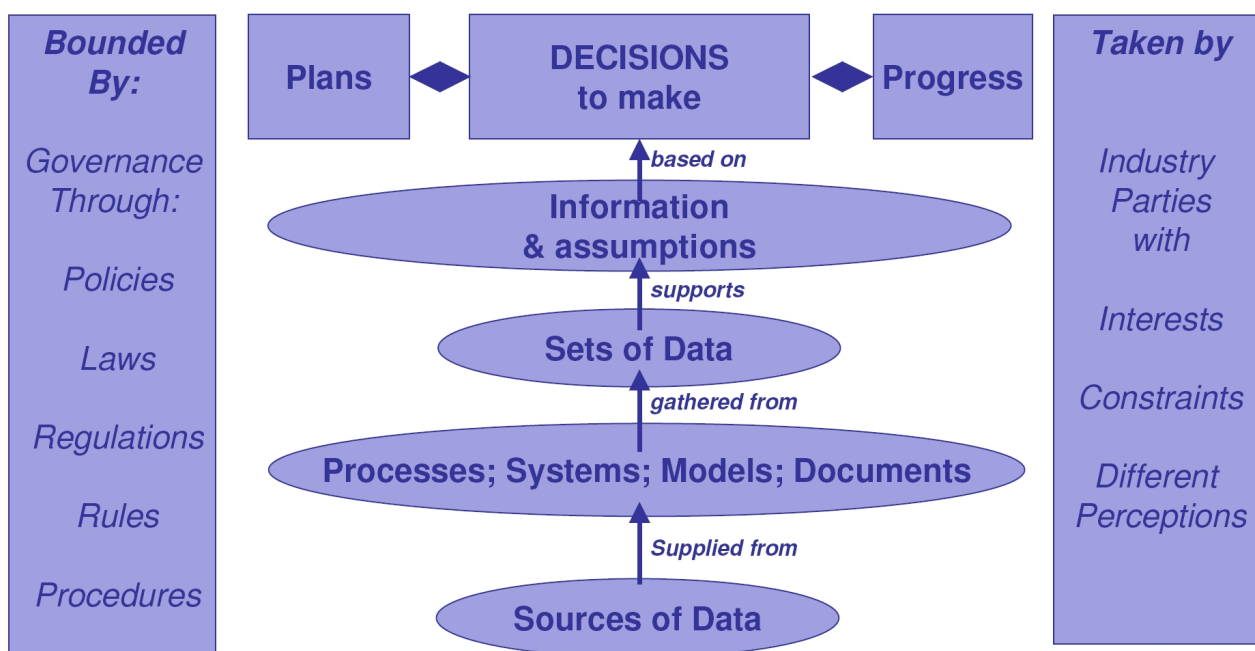 Bounded
By:
Governance
Through:
Policies
Laws
Regulations
Rules
Procedures
Plans
DECISIONS
to make
Progress
based on
Information
& assumptions
supports
Sets of Data
gathered from
Processes; Systems; Models; Documents
Supplied from
Sources of Data
Taken by
Industry
Parties
with
Interests
Constraints
Different
Perceptions